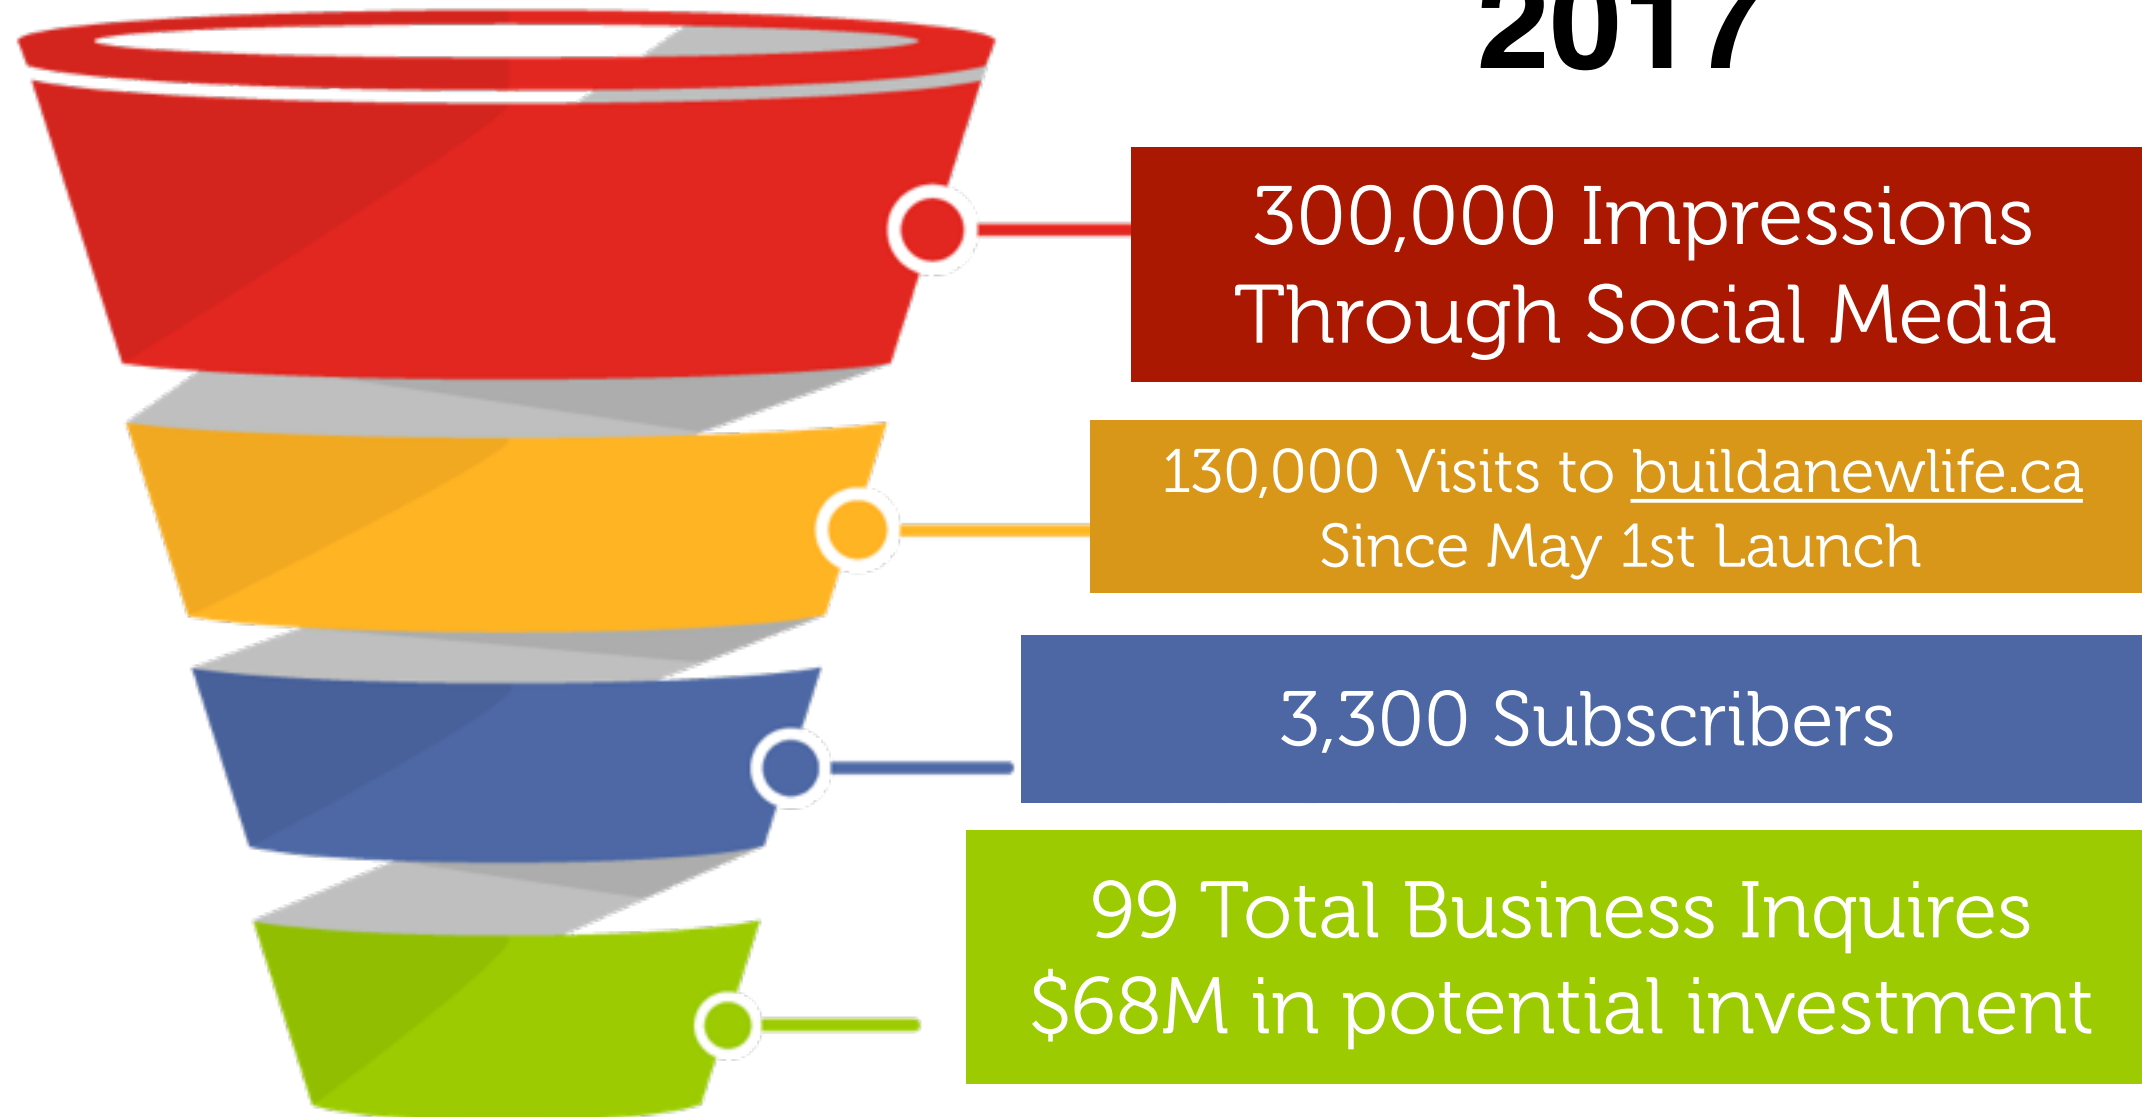 2017
300,000 Impressions
Through Social Media
130,000 Visits to buildanewlife.ca
Since May 1st Launch
3,300 Subscribers
99 Total Business Inquires
$68M in potential investment